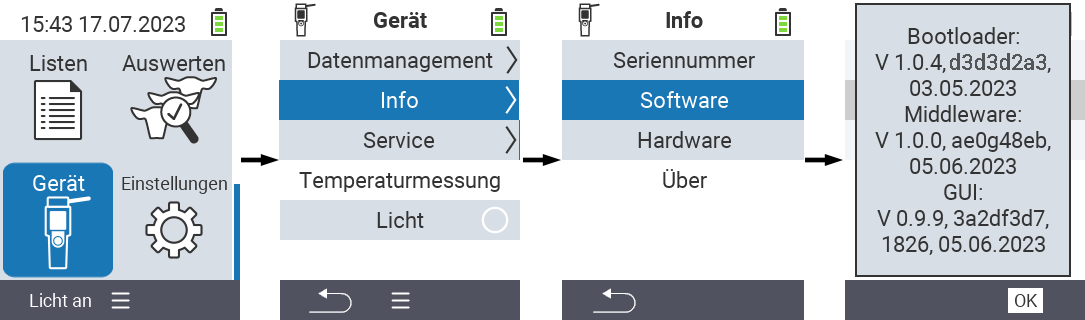 15:43 17.07.2023
Listen
Auswerten
Gerät
Einstellungen
Licht an
Gerät
Datenmanagement
Info
Service
Temperaturmessung
Licht
Info
Seriennummer
Software
Hardware
Über
Bootloader:
V 1.0.4, d3d3d2a3,
03.05.2023
Middleware:
V 1.0.0, ae0g48eb,
05.06.2023
GUI:
V 0.9.9, 3a2df3d7,
1826, 05.06.2023
OK